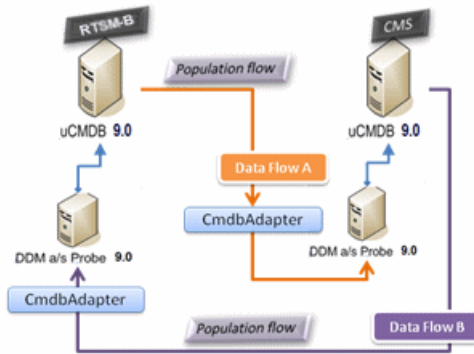 RTSM-B
CMS
Population flow
uCMDB 9.0
uCMDB 9.0
Data Flow A
CmdbAdapter
DDM a/s Probe 9.0
DDM a/s Probe 9.0
CmdbAdapter
Population flow
Data Flow B